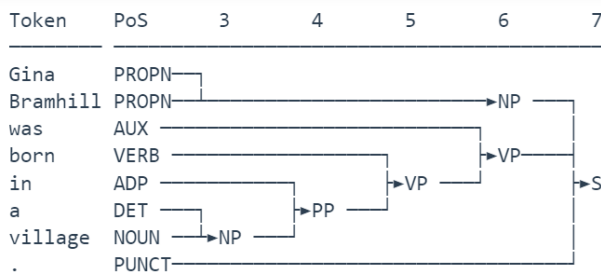 Token PoS 3 4 5 6 7
Gina PROPN
Bramhill PROPN NP
was AUX
born VERB VP
in ADP VP S
a DET PP
village NOUN NP
. PUNCT